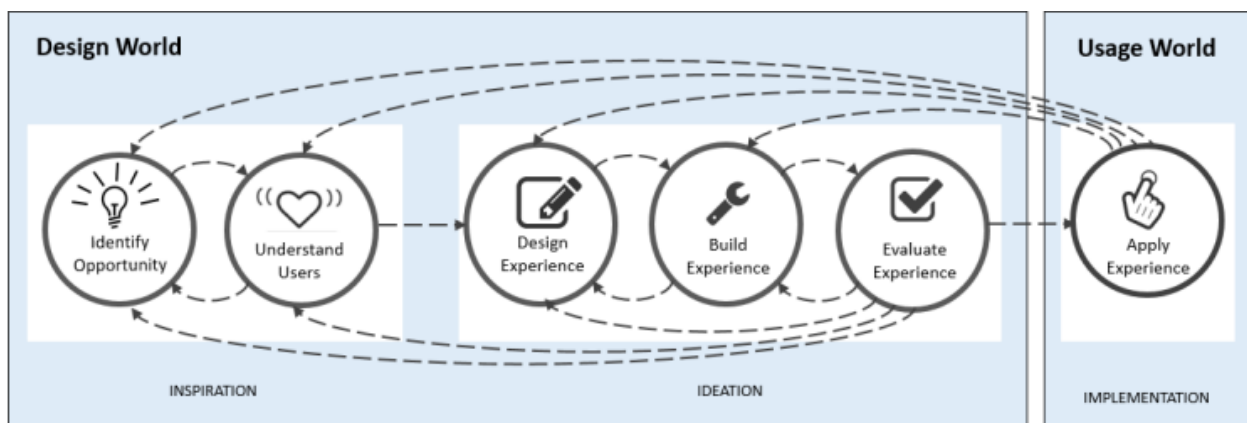 Design World
Usage World
Identify
Opportunity
Understand
Users
Design
Experience
Build
Experience
Evaluate
Experience
Apply
Experience
INSPIRATION
IDEATION
IMPLEMENTATION